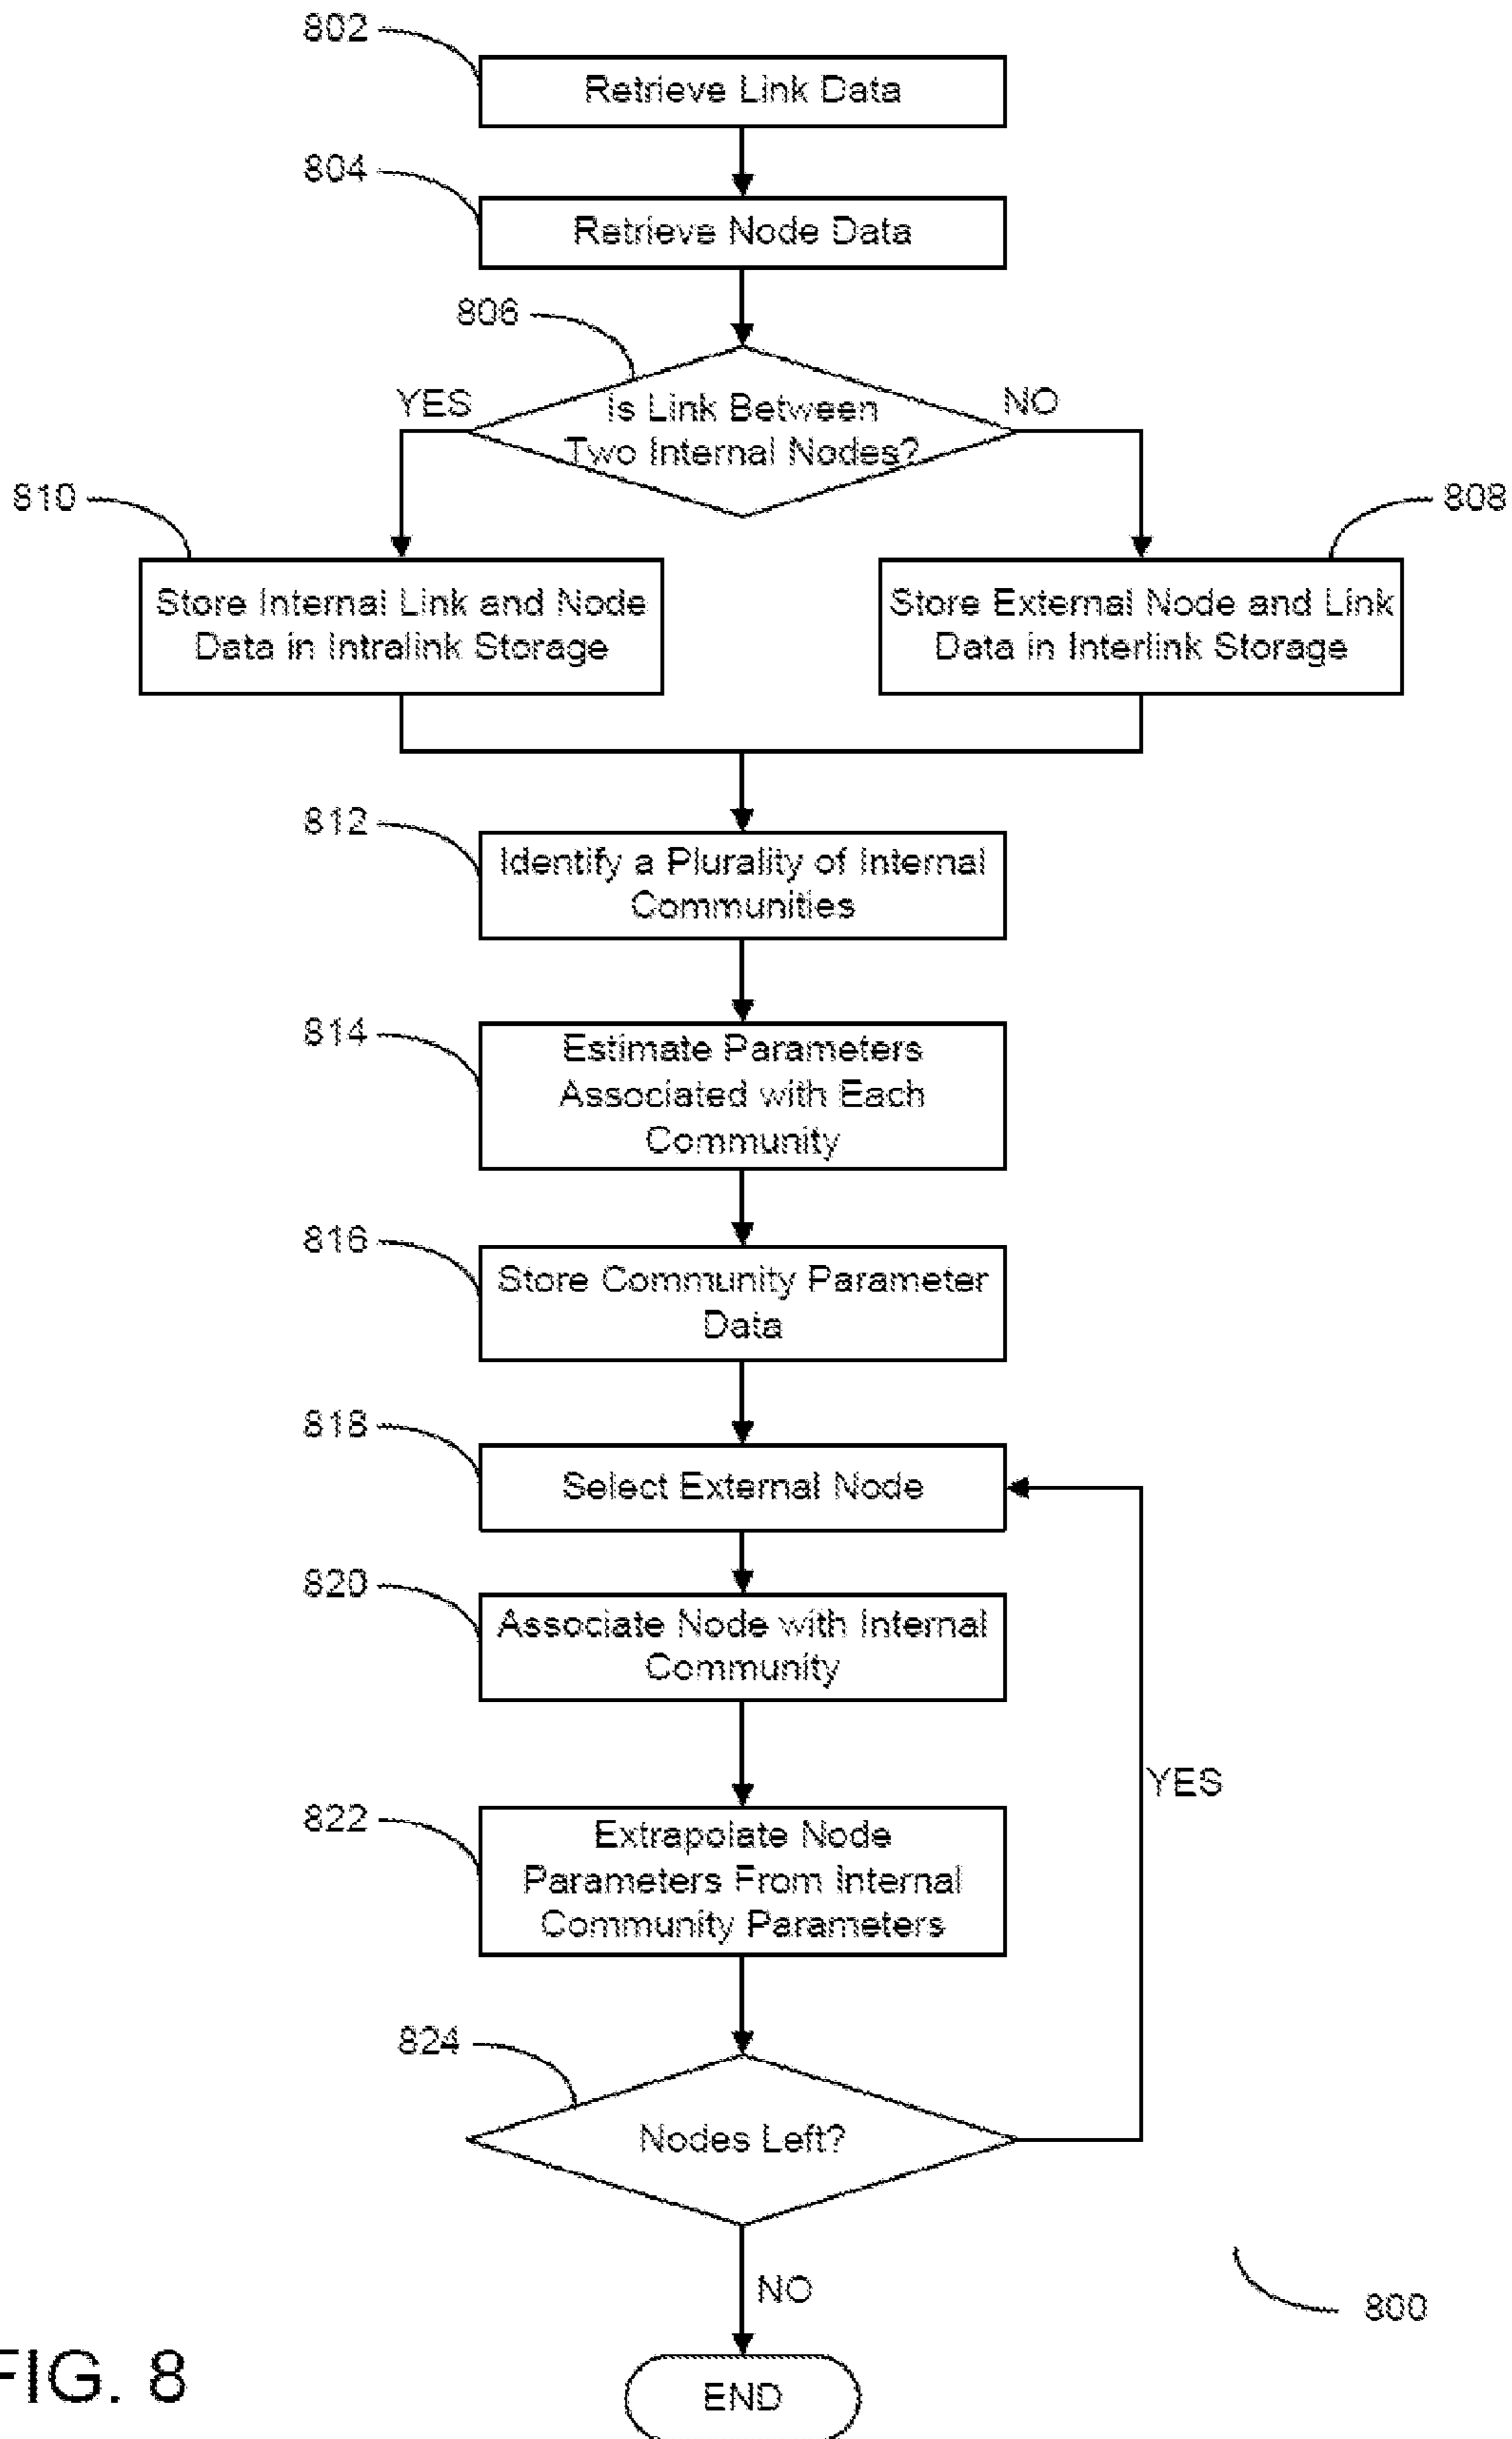 802
Retrieve Link Data
804
Retrieve Node Data
806
YES
Is Link Between
Two Internal Nodes?
NO
810
808
Store Internal Link and Node
Data in Intralink Storage
Store External Node and Link
Data in Interlink Storage
812
Identify a Plurality of Internal
Communities
814
Estimate Parameters
Associated with Each
Community
816
Store Community Parameter
Data
818
Select External Node
820
Associate Node with Internal
Community
YES
822
Extrapolate Node
Parameters From Internal
Community Parameters
824
Nodes Left?
NO
800
FIG. 8
END